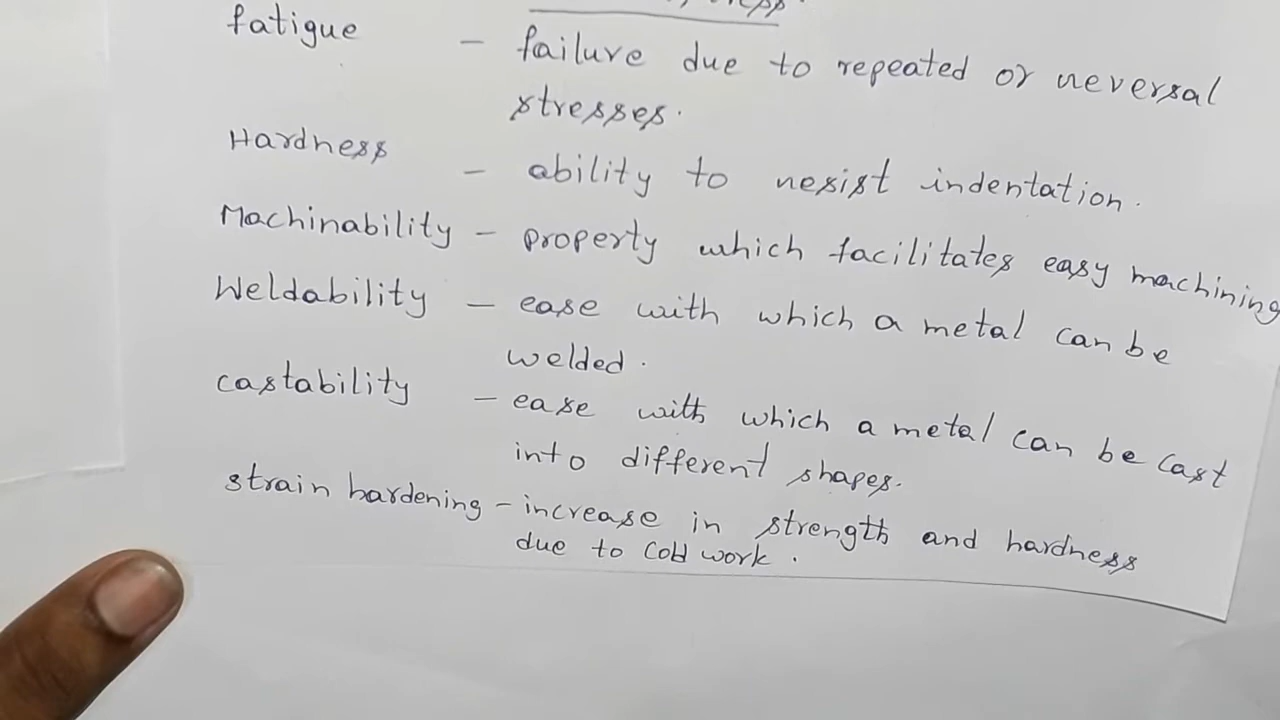 fatigue - failure due to repeated or reversal
stresses.
Hardness - ability to resist indentation.
Machinability - property which facilitates easy machining
Weldability - ease with which a metal can be
welded.
castability - ease with which a metal can be cast
into different shapes.
strain hardening - increase in strength and hardness
due to cold work.